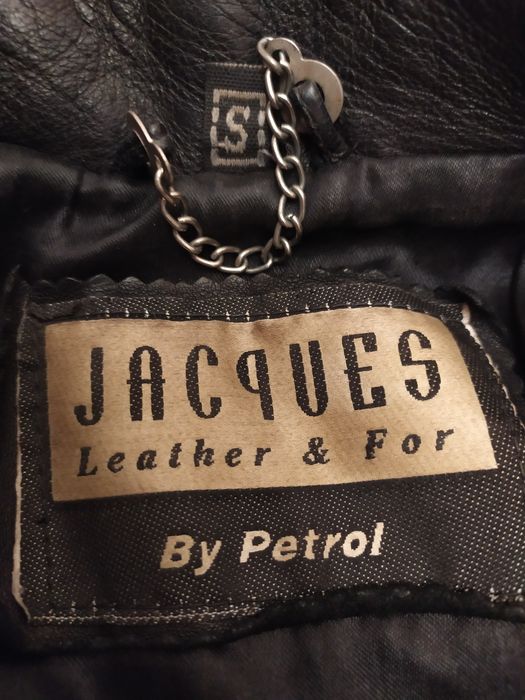 S
JACQUES
Leather & For
By Petrol